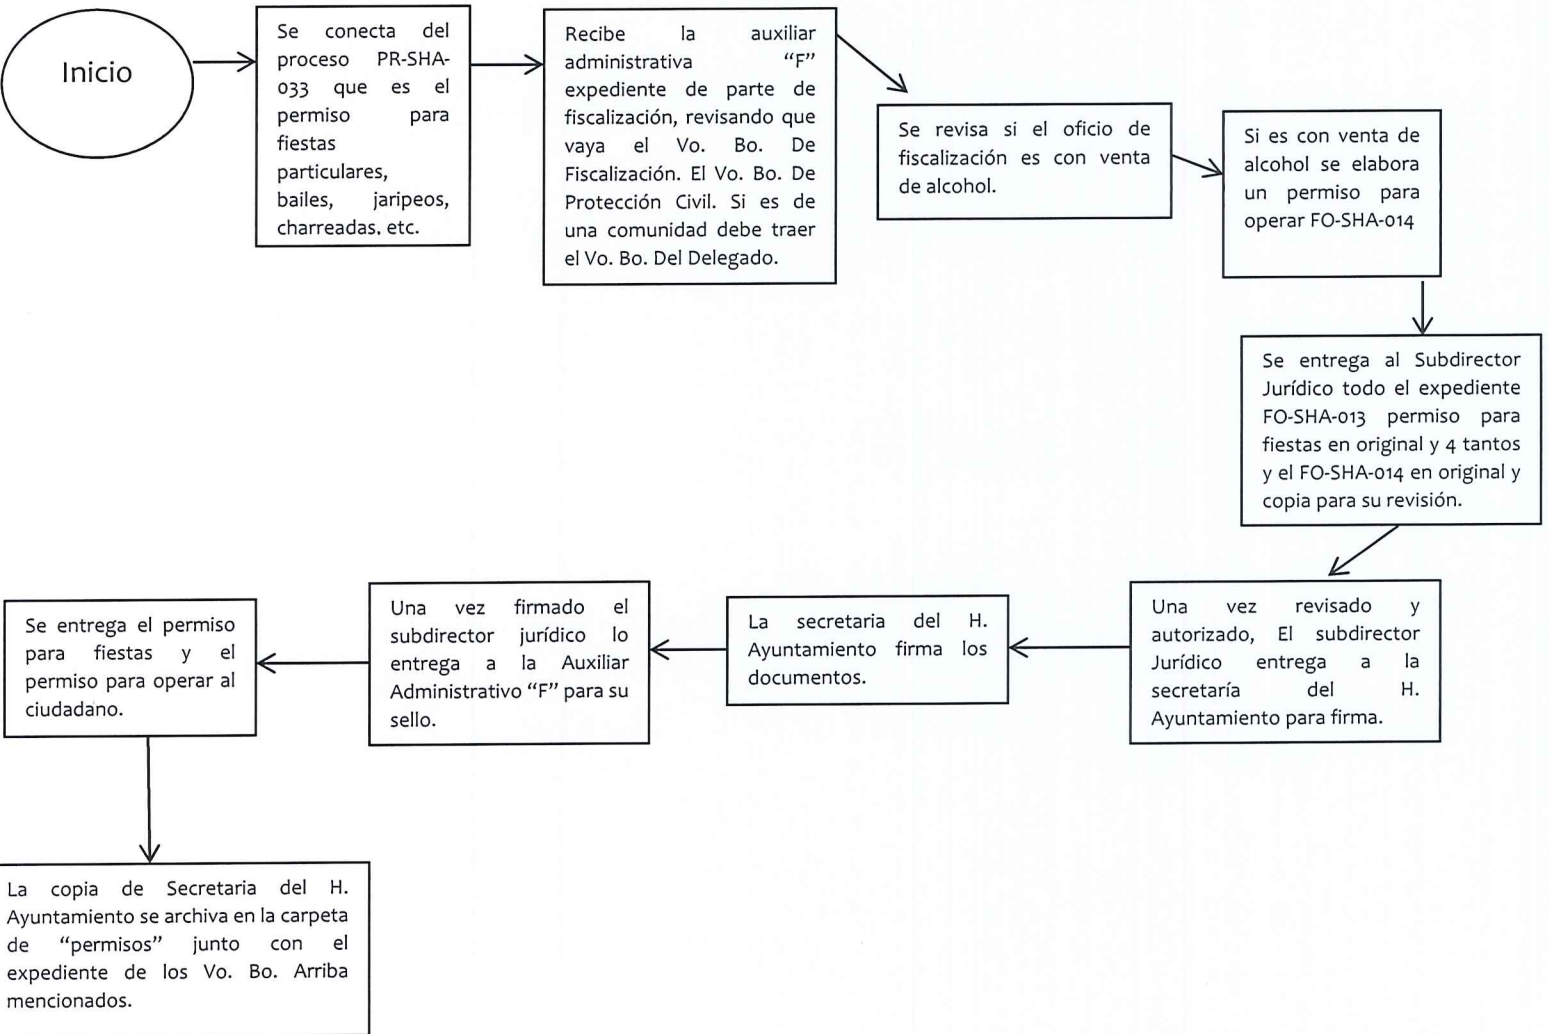 Inicio
Se conecta del
proceso PR-SHA-
033 que es el
permiso para
fiestas
particulares,
bailes, jaripeos,
charreadas, etc.
Recibe la auxiliar
administrativa “F”
expediente de parte de
fiscalización, revisando que
vaya el Vo. Bo. De
Fiscalización. El Vo. Bo. De
Protección Civil. Si es de
una comunidad debe traer
el Vo. Bo. Del Delegado.
Se revisa si el oficio de
fiscalización es con venta
de alcohol.
Si es con venta de
alcohol se elabora
un permiso para
operar FO-SHA-014
Se entrega al Subdirector
Jurídico todo el expediente
FO-SHA-013 permiso para
fiestas en original y 4 tantos
y el FO-SHA-014 en original y
copia para su revisión.
Una vez revisado y
autorizado, El subdirector
Jurídico entrega a la
secretaría del H.
Ayuntamiento para firma.
La secretaria del H.
Ayuntamiento firma los
documentos.
Una vez firmado el
subdirector jurídico lo
entrega a la Auxiliar
Administrativo “F” para su
sello.
Se entrega el permiso
para fiestas y el
permiso para operar al
ciudadano.
La copia de Secretaria del H.
Ayuntamiento se archiva en la carpeta
de “permisos” junto con el
expediente de los Vo. Bo. Arriba
mencionados.